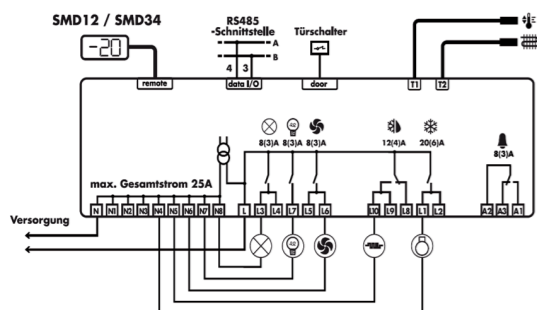 SMD12 / SMD34
-20
RS485
-Schnittstelle
A
B
4 3
Türschalter
remote
data I/O
door
T1
T2
8(3)A 8(3)A 8(3)A
12(4)A 20(6)A
8(3)A
max. Gesamtstrom 25A
N N1 N2 N3 N4 N5 N6 N7 N8 L L3 L4 L7 L5 L6 L10 L9 L8 L1 L2 A2 A3 A1
Versorgung